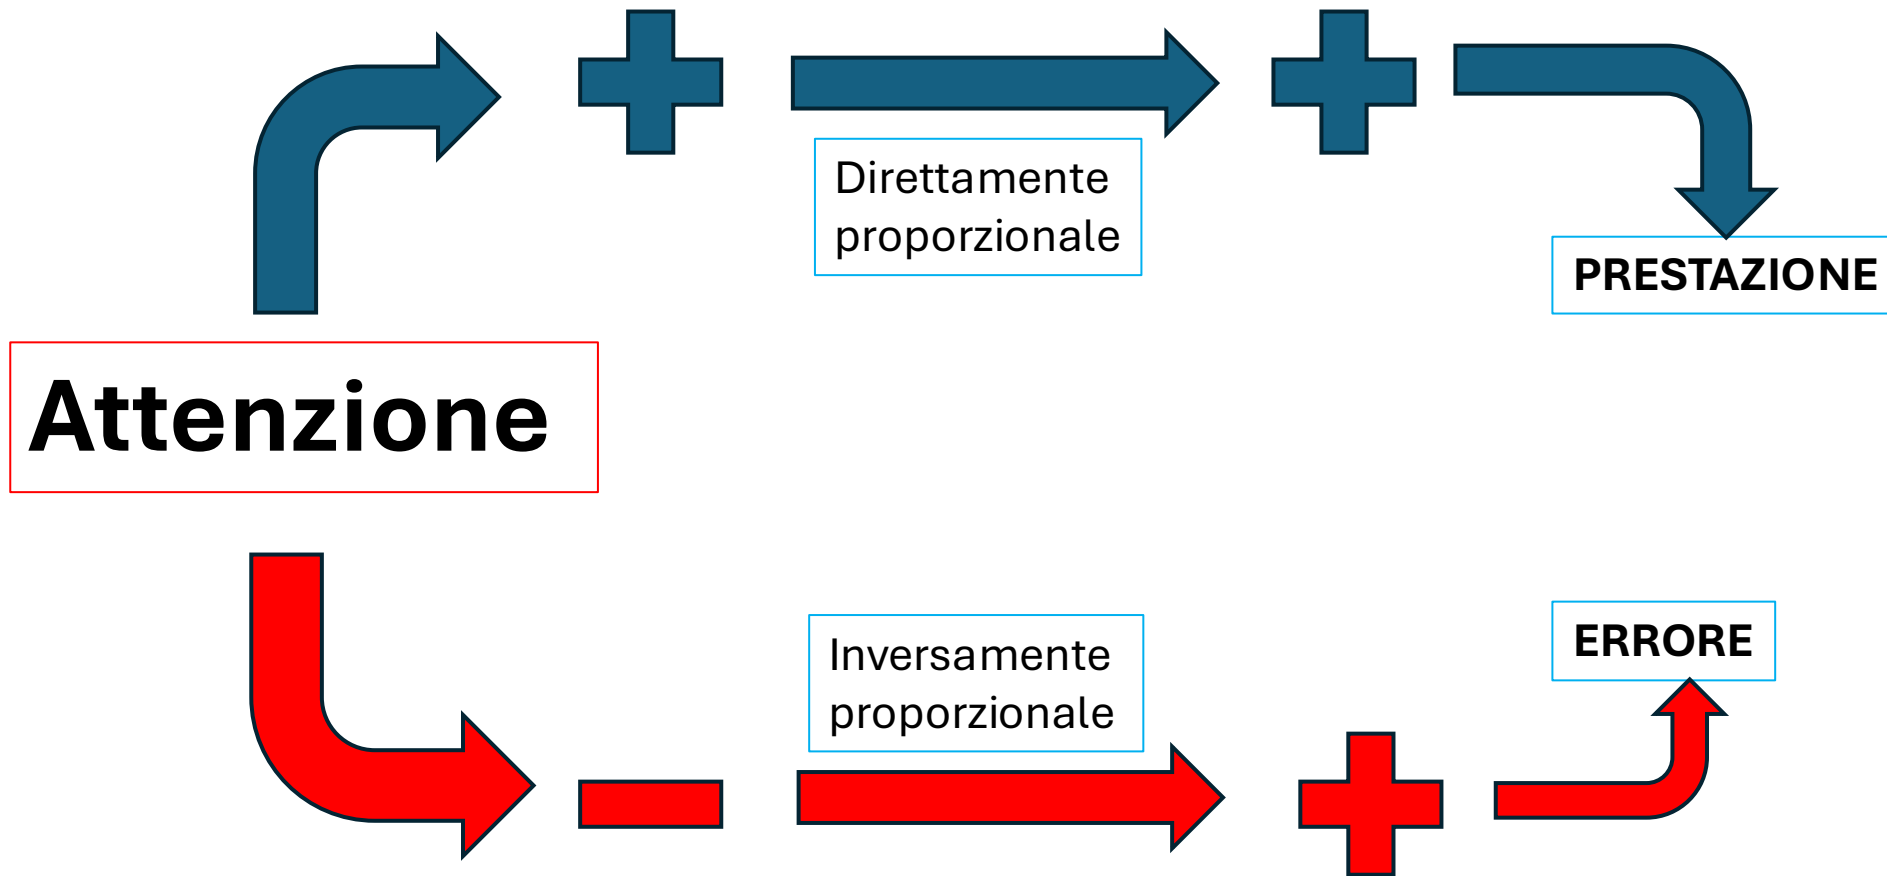 Direttamente
proporzionale
PRESTAZIONE
Attenzione
Inversamente
proporzionale
ERRORE